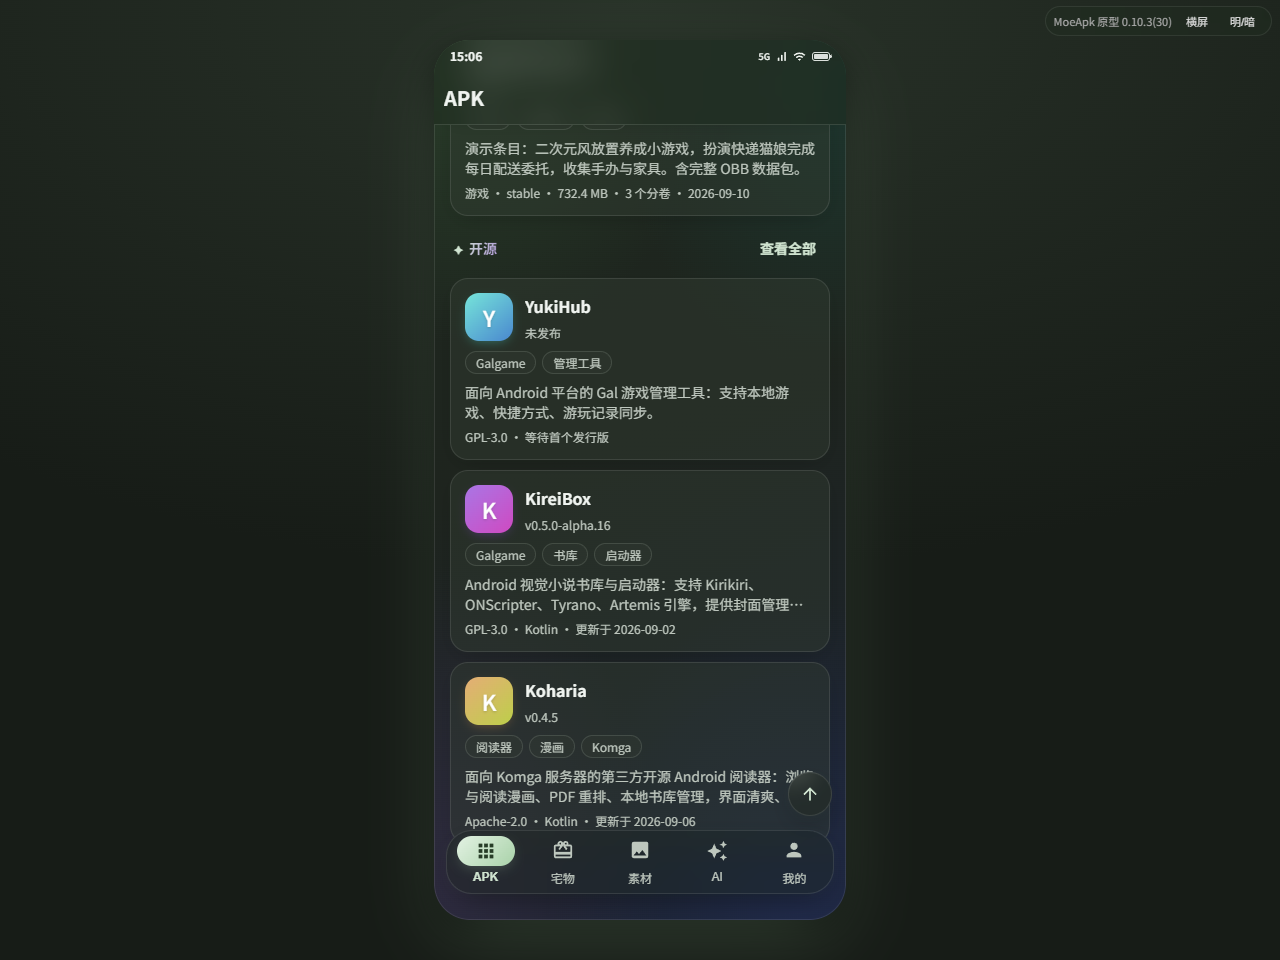 MoeApk 原型 0.10.3(30) 横屏 明/暗
15:06 5G
APK
演示条目：二次元风放置养成小游戏，扮演快递猫娘完成
每日配送委托，收集手办与家具。含完整 OBB 数据包。
游戏 • stable • 732.4 MB • 3 个分卷 • 2026-09-10
开源 查看全部
Y
YukiHub
未发布
Galgame 管理工具
面向 Android 平台的 Gal 游戏管理工具：支持本地游
戏、快捷方式、游玩记录同步。
GPL-3.0 • 等待首个发行版
K
KireiBox
v0.5.0-alpha.16
Galgame 书库 启动器
Android 视觉小说书库与启动器：支持 Kirikiri、
ONScripter、Tyrano、Artemis 引擎，提供封面管理…
GPL-3.0 • Kotlin • 更新于 2026-09-02
K
Koharia
v0.4.5
阅读器 漫画 Komga
面向 Komga 服务器的第三方开源 Android 阅读器：浏览
与阅读漫画、PDF 重排、本地书库管理，界面清爽、
Apache-2.0 • Kotlin • 更新于 2026-09-06
APK 宅物 素材 AI 我的